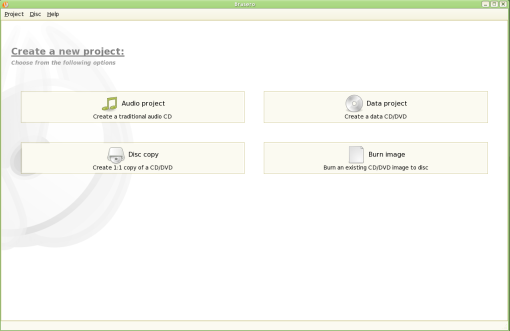 Brasero
Project Disc Help
Create a new project:
Choose from the following options
Audio project
Create a traditional audio CD
Data project
Create a data CD/DVD
Disc copy
Create 1:1 copy of a CD/DVD
Burn image
Burn an existing CD/DVD image to disc